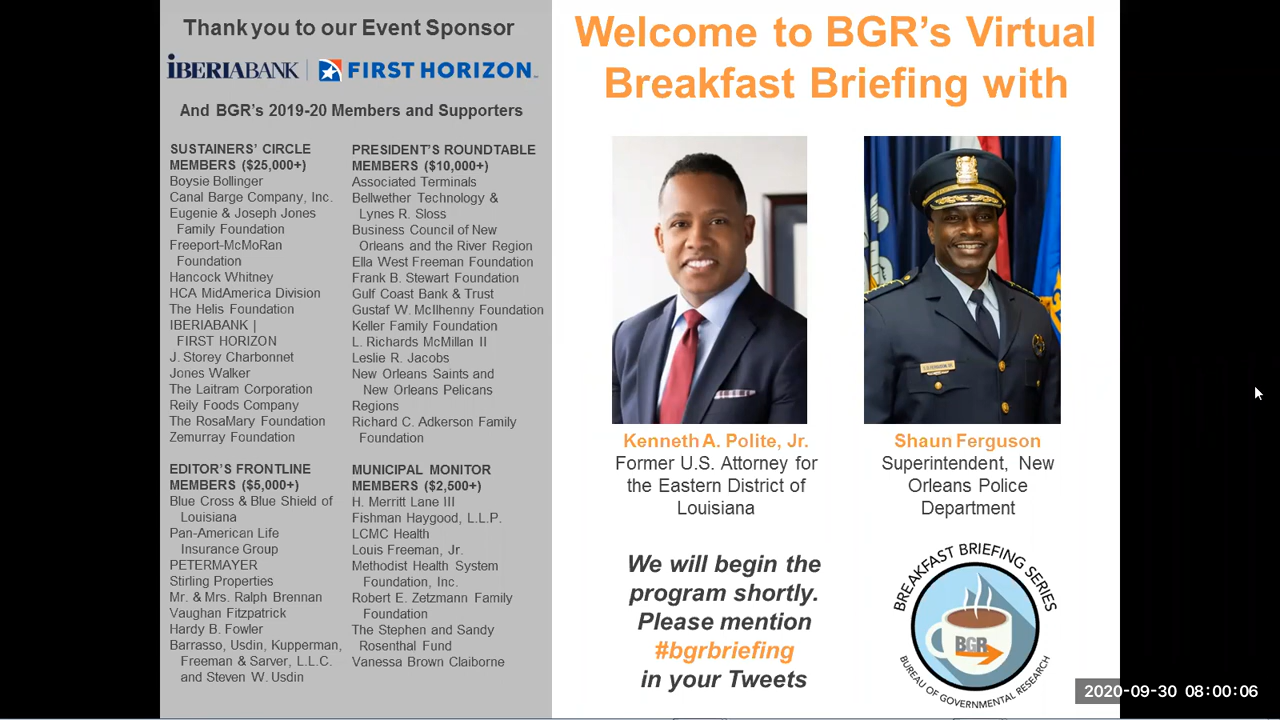 Thank you to our Event Sponsor
IBERIABANK | FIRST HORIZON
And BGR's 2019-20 Members and Supporters
SUSTAINERS' CIRCLE
MEMBERS ($25,000+)
Boysie Bollinger
Canal Barge Company, Inc.
Eugenie & Joseph Jones
Family Foundation
Freeport-McMoRan
Foundation
Hancock Whitney
HCA MidAmerica Division
The Helis Foundation
IBERIABANK |
FIRST HORIZON
J. Storey Charbonnet
Jones Walker
The Laitram Corporation
Reily Foods Company
The RosaMary Foundation
Zemurray Foundation
EDITOR'S FRONTLINE
MEMBERS ($5,000+)
Blue Cross & Blue Shield of
Louisiana
Pan-American Life
Insurance Group
PETERMAYER
Stirling Properties
Mr. & Mrs. Ralph Brennan
Vaughan Fitzpatrick
Hardy B. Fowler
Barrasso, Usdin, Kupperman,
Freeman & Sarver, L.L.C.
and Steven W. Usdin
PRESIDENT'S ROUNDTABLE
MEMBERS ($10,000+)
Associated Terminals
Bellwether Technology &
Lynes R. Sloss
Business Council of New
Orleans and the River Region
Ella West Freeman Foundation
Frank B. Stewart Foundation
Gulf Coast Bank & Trust
Gustaf W. McIlhenny Foundation
Keller Family Foundation
L. Richards McMillan II
Leslie R. Jacobs
New Orleans Saints and
New Orleans Pelicans
Regions
Richard C. Adkerson Family
Foundation
MUNICIPAL MONITOR
MEMBERS ($2,500+)
H. Merritt Lane III
Fishman Haygood, L.L.P.
LCMC Health
Louis Freeman, Jr.
Methodist Health System
Foundation, Inc.
Robert E. Zetzmann Family
Foundation
The Stephen and Sandy
Rosenthal Fund
Vanessa Brown Claiborne
Welcome to BGR's Virtual
Breakfast Briefing with
Kenneth A. Polite, Jr.
Former U.S. Attorney for
the Eastern District of
Louisiana
Shaun Ferguson
Superintendent, New
Orleans Police
Department
We will begin the
program shortly.
Please mention
#bgrbriefing
in your Tweets
BREAKFAST BRIEFING SERIES
BGR
BUREAU OF GOVERNMENTAL RESEARCH
2020-09-30 08:00:06